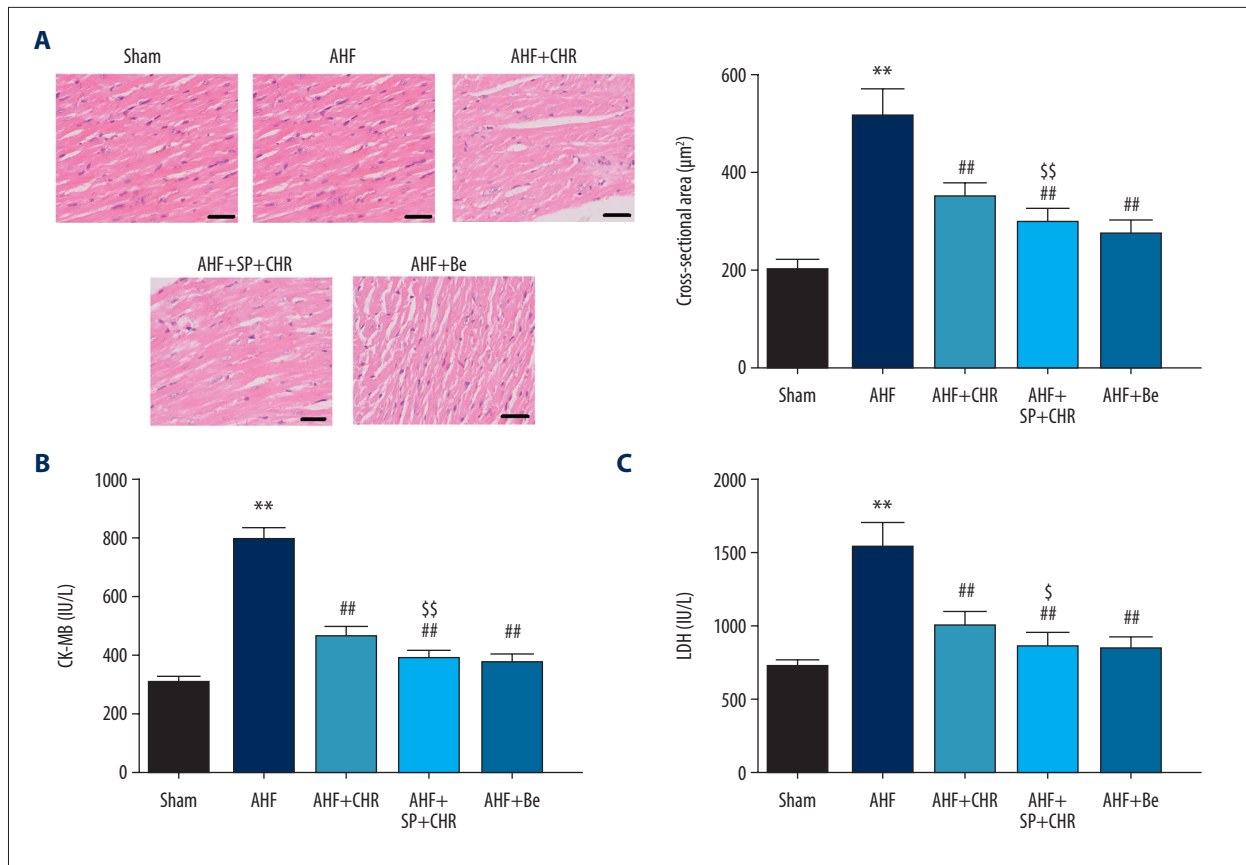 A
Sham
AHF
AHF+CHR
AHF+SP+CHR
AHF+Be
Cross-sectional area (µm²)
600
400
200
0
**
##
$$
##
##
Sham
AHF
AHF+CHR
AHF+
SP+CHR
AHF+Be
B
CK-MB (IU/L)
1000
800
600
400
200
0
**
##
$$
##
##
Sham
AHF
AHF+CHR
AHF+
SP+CHR
AHF+Be
C
LDH (IU/L)
2000
1500
1000
500
0
**
##
$
##
##
Sham
AHF
AHF+CHR
AHF+
SP+CHR
AHF+Be